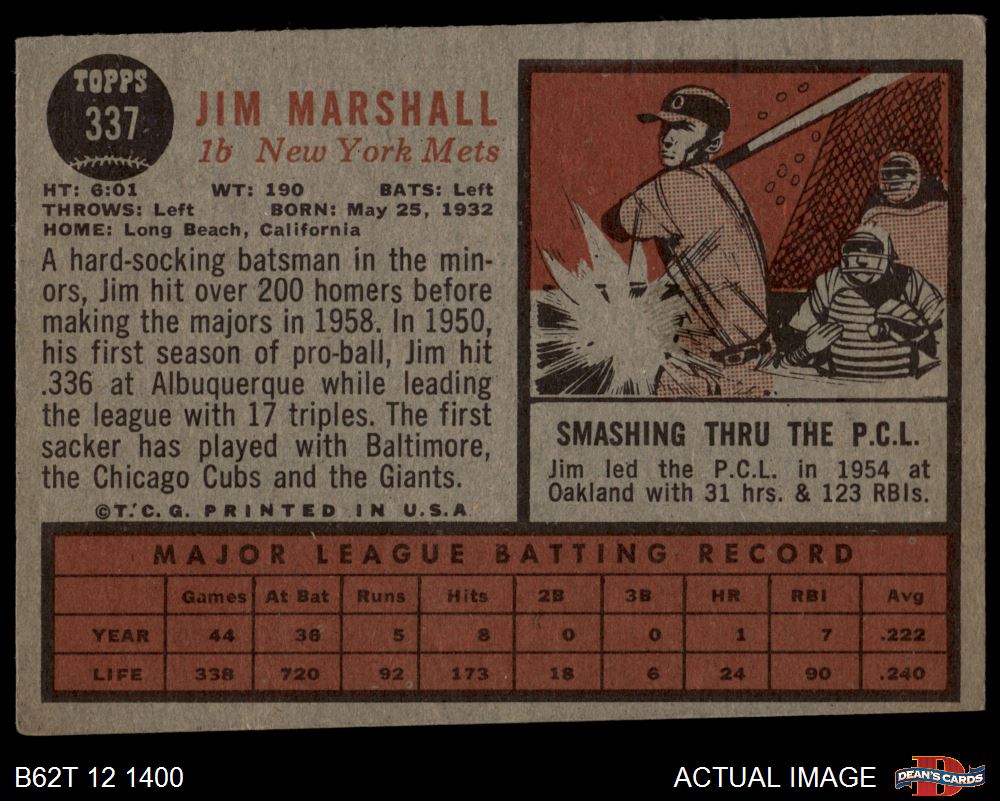 TOPPS
337
JIM MARSHALL
1b New York Mets
HT: 6:01 WT: 190 BATS: Left
THROWS: Left BORN: May 25, 1932
HOME: Long Beach, California
A hard-socking batsman in the min-
ors, Jim hit over 200 homers before
making the majors in 1958. In 1950,
his first season of pro-ball, Jim hit
.336 at Albuquerque while leading
the league with 17 triples. The first
sacker has played with Baltimore,
the Chicago Cubs and the Giants.
©T.C.G. PRINTED IN U.S.A.
O
SMASHING THRU THE P.C.L.
Jim led the P.C.L. in 1954 at
Oakland with 31 hrs. & 123 RBIs.
MAJOR LEAGUE BATTING RECORD
Games At Bat Runs Hits 2B 3B HR RBI Avg
YEAR 44 36 5 8 0 0 1 7 .222
LIFE 338 720 92 173 18 6 24 90 .240
B62T 12 1400
ACTUAL IMAGE
D
DEAN'S CARDS